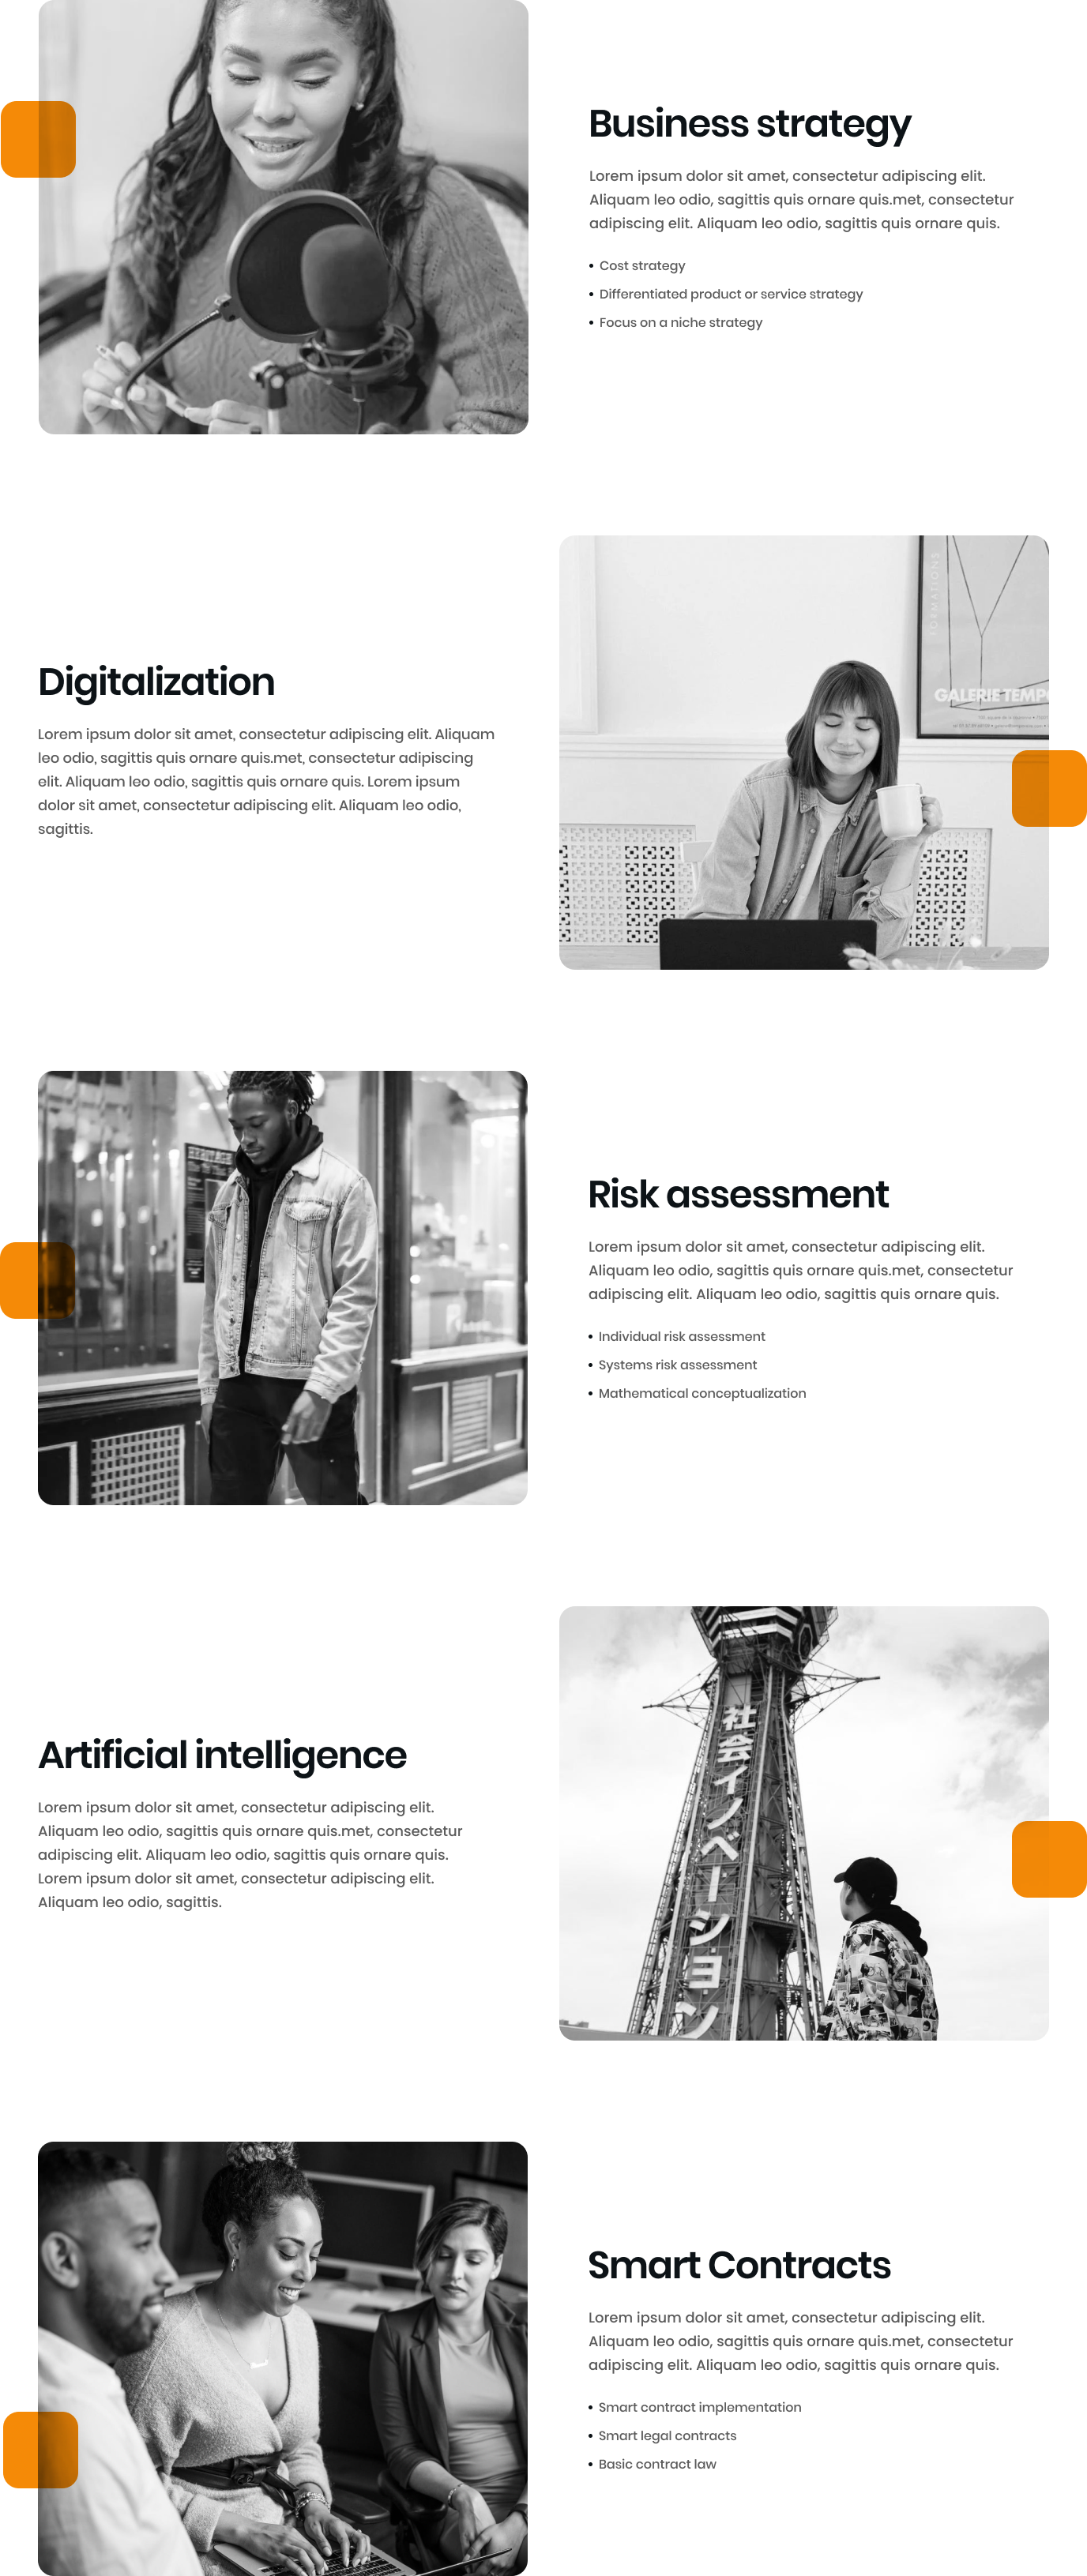 Business strategy
Lorem ipsum dolor sit amet, consectetur adipiscing elit.
Aliquam leo odio, sagittis quis ornare quis.met, consectetur
adipiscing elit. Aliquam leo odio, sagittis quis ornare quis.
• Cost strategy
• Differentiated product or service strategy
• Focus on a niche strategy
FORMATIONS
GALERIE TEMPO
Digitalization
Lorem ipsum dolor sit amet, consectetur adipiscing elit. Aliquam
leo odio, sagittis quis ornare quis.met, consectetur adipiscing
elit. Aliquam leo odio, sagittis quis ornare quis. Lorem ipsum
dolor sit amet, consectetur adipiscing elit. Aliquam leo odio,
sagittis.
Risk assessment
Lorem ipsum dolor sit amet, consectetur adipiscing elit.
Aliquam leo odio, sagittis quis ornare quis.met, consectetur
adipiscing elit. Aliquam leo odio, sagittis quis ornare quis.
• Individual risk assessment
• Systems risk assessment
• Mathematical conceptualization
Artificial intelligence
Lorem ipsum dolor sit amet, consectetur adipiscing elit.
Aliquam leo odio, sagittis quis ornare quis.met, consectetur
adipiscing elit. Aliquam leo odio, sagittis quis ornare quis.
Lorem ipsum dolor sit amet, consectetur adipiscing elit.
Aliquam leo odio, sagittis.
社会イノベーション
Smart Contracts
Lorem ipsum dolor sit amet, consectetur adipiscing elit.
Aliquam leo odio, sagittis quis ornare quis.met, consectetur
adipiscing elit. Aliquam leo odio, sagittis quis ornare quis.
• Smart contract implementation
• Smart legal contracts
• Basic contract law